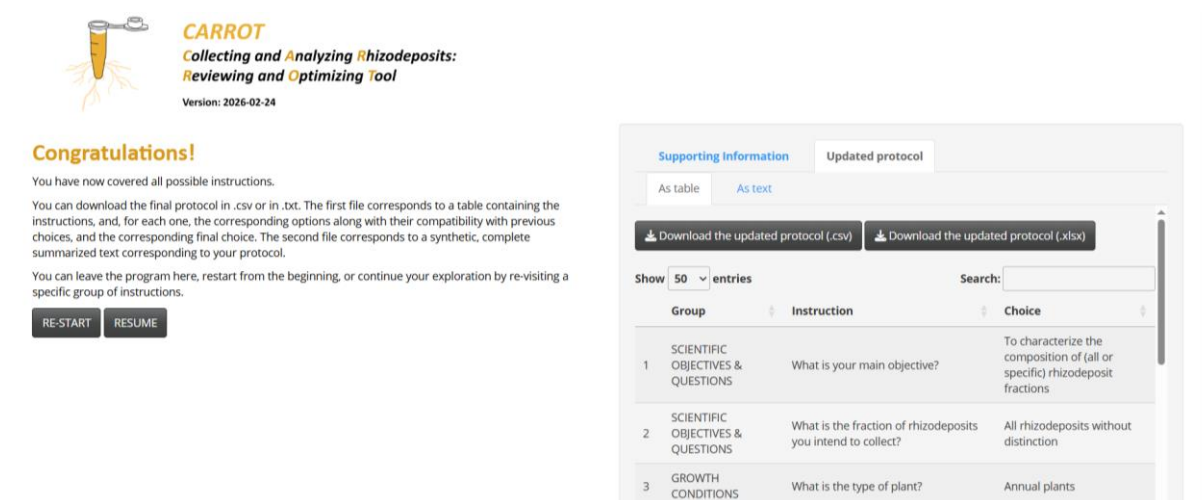 CARROT
Collecting and Analyzing Rhizodeposits:
Reviewing and Optimizing Tool
Version: 2026-02-24
Congratulations!
You have now covered all possible instructions.
You can download the final protocol in .csv or in .txt. The first file corresponds to a table containing the
instructions, and, for each one, the corresponding options along with their compatibility with previous
choices, and the corresponding final choice. The second file corresponds to a synthetic, complete
summarized text corresponding to your protocol.
You can leave the program here, restart from the beginning, or continue your exploration by re-visiting a
specific group of instructions.
RE-START RESUME
Supporting Information Updated protocol
As table As text
Download the updated protocol (.csv) Download the updated protocol (.xlsx)
Show 50 entries Search:
Group Instruction Choice
1 SCIENTIFIC OBJECTIVES & QUESTIONS What is your main objective? To characterize the composition of (all or specific) rhizodeposit fractions
2 SCIENTIFIC OBJECTIVES & QUESTIONS What is the fraction of rhizodeposits you intend to collect? All rhizodeposits without distinction
3 GROWTH CONDITIONS What is the type of plant? Annual plants